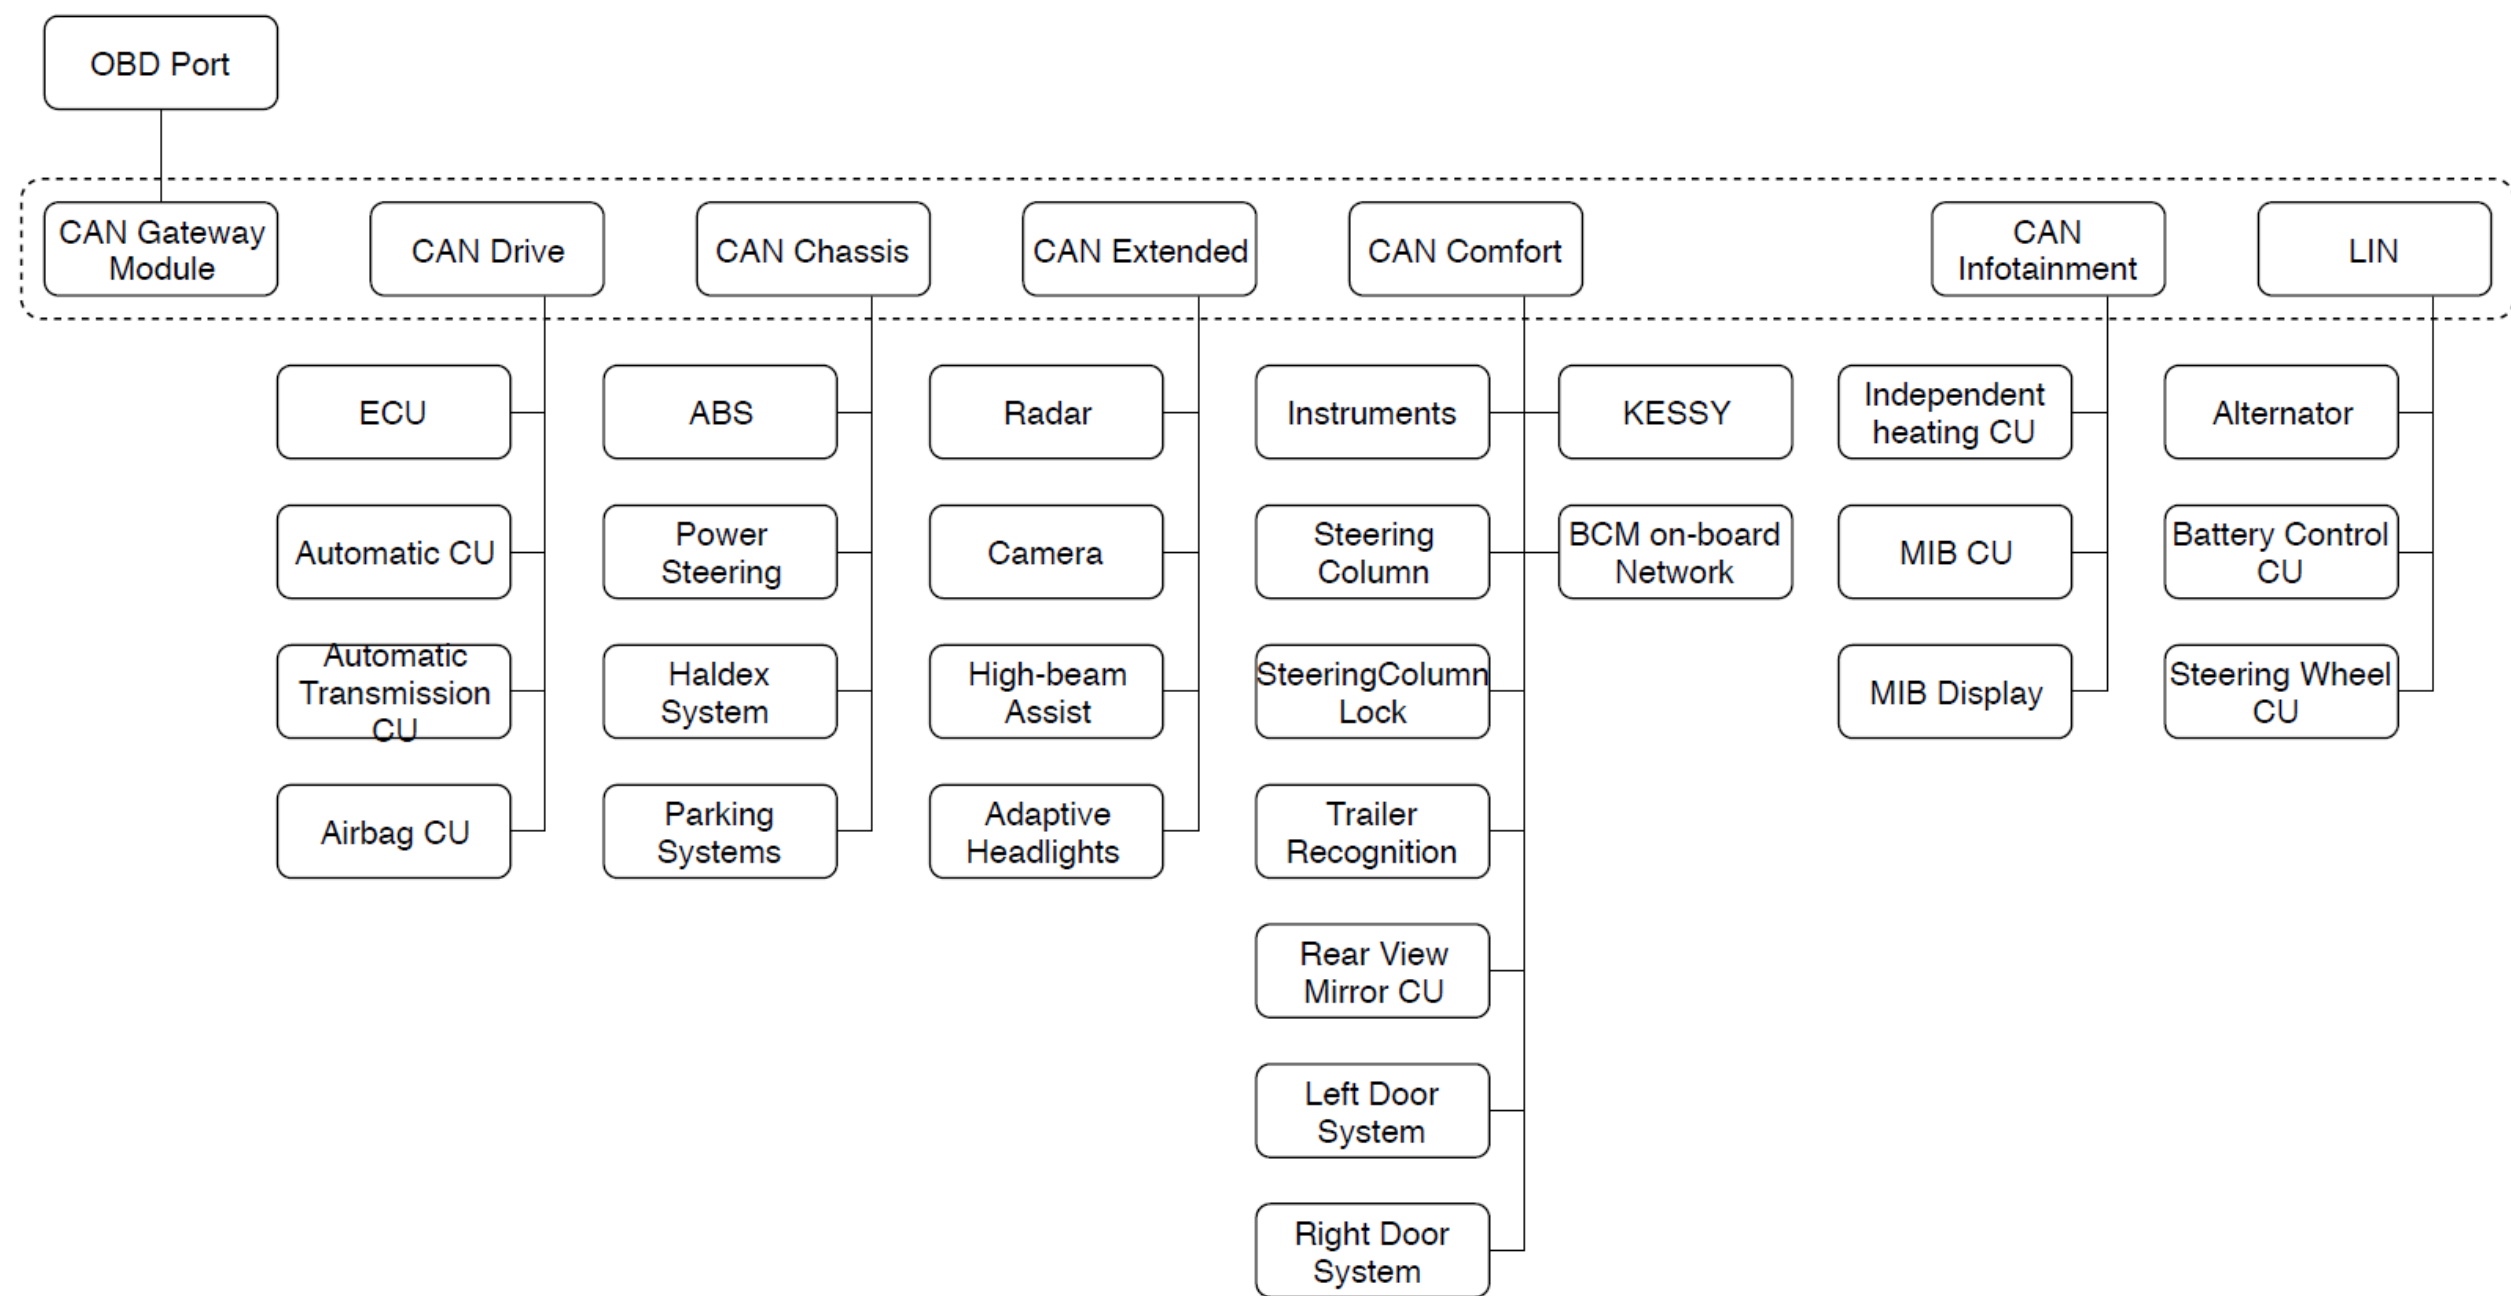 OBD Port
CAN Gateway
Module
CAN Drive
CAN Chassis
CAN Extended
CAN Comfort
CAN
Infotainment
LIN
ECU
Automatic CU
Automatic
Transmission
CU
Airbag CU
ABS
Power
Steering
Haldex
System
Parking
Systems
Radar
Camera
High-beam
Assist
Adaptive
Headlights
Instruments
Steering
Column
SteeringColumn
Lock
Trailer
Recognition
Rear View
Mirror CU
Left Door
System
Right Door
System
KESSY
BCM on-board
Network
Independent
heating CU
MIB CU
MIB Display
Alternator
Battery Control
CU
Steering Wheel
CU